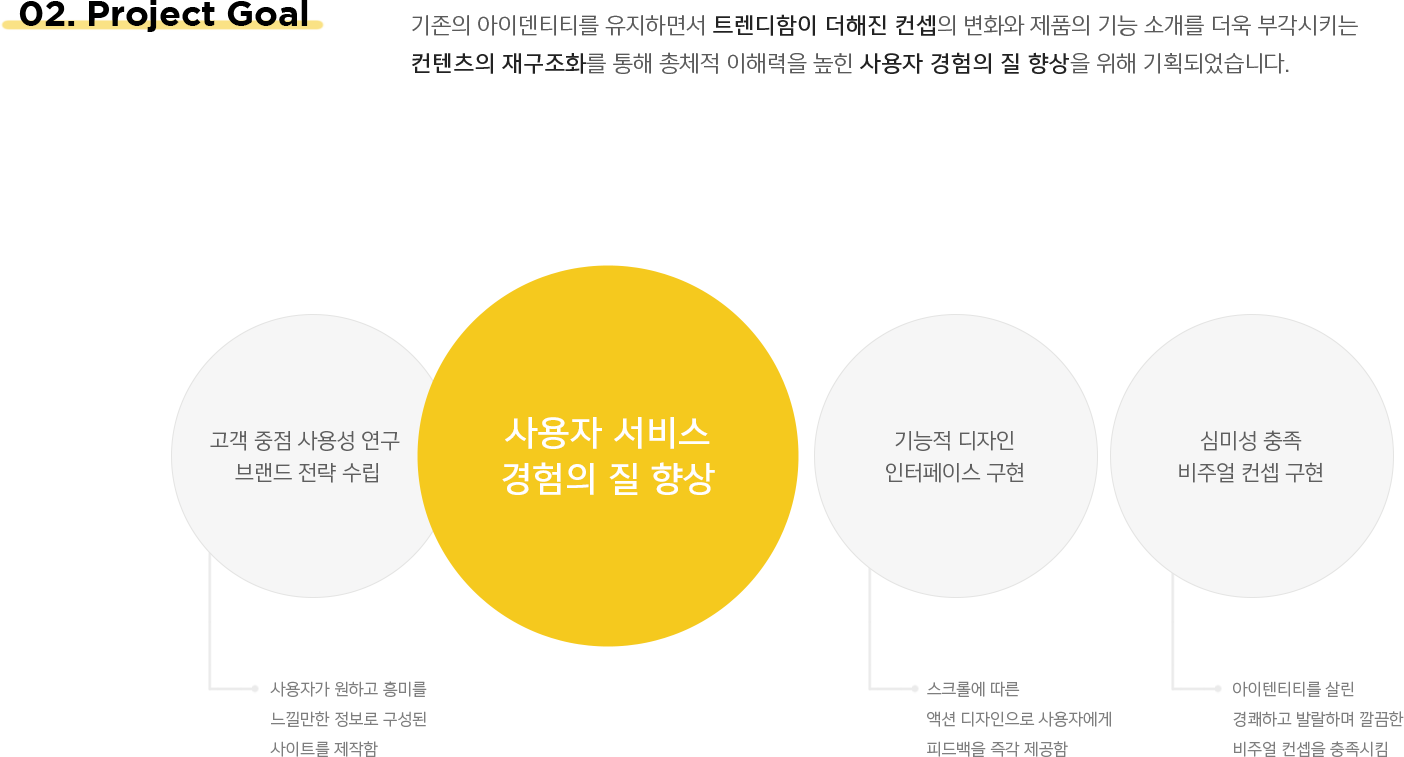 02. Project Goal
기존의 아이덴티티를 유지하면서 트렌디함이 더해진 컨셉의 변화와 제품의 기능 소개를 더욱 부각시키는
컨텐츠의 재구조화를 통해 총체적 이해력을 높힌 사용자 경험의 질 향상을 위해 기획되었습니다.
고객 중점 사용성 연구
브랜드 전략 수립
사용자 서비스
경험의 질 향상
기능적 디자인
인터페이스 구현
심미성 충족
비주얼 컨셉 구현
사용자가 원하고 흥미를
느낄만한 정보로 구성된
사이트를 제작함
스크롤에 따른
액션 디자인으로 사용자에게
피드백을 즉각 제공함
아이텐티티를 살린
경쾌하고 발랄하며 깔끔한
비주얼 컨셉을 충족시킴